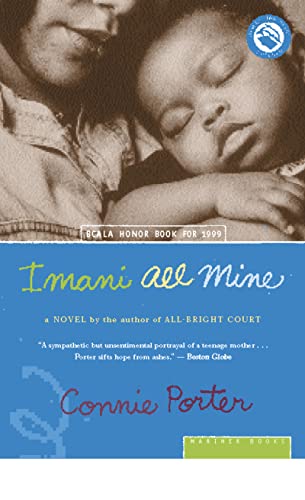 BCALA HONOR BOOK FOR 1999
Imani all mine
a NOVEL by the author of ALL-BRIGHT COURT
"A sympathetic but unsentimental portrayal of a teenage mother . . .
Porter sifts hope from ashes." — Boston Globe
Connie Porter
MARINER BOOKS